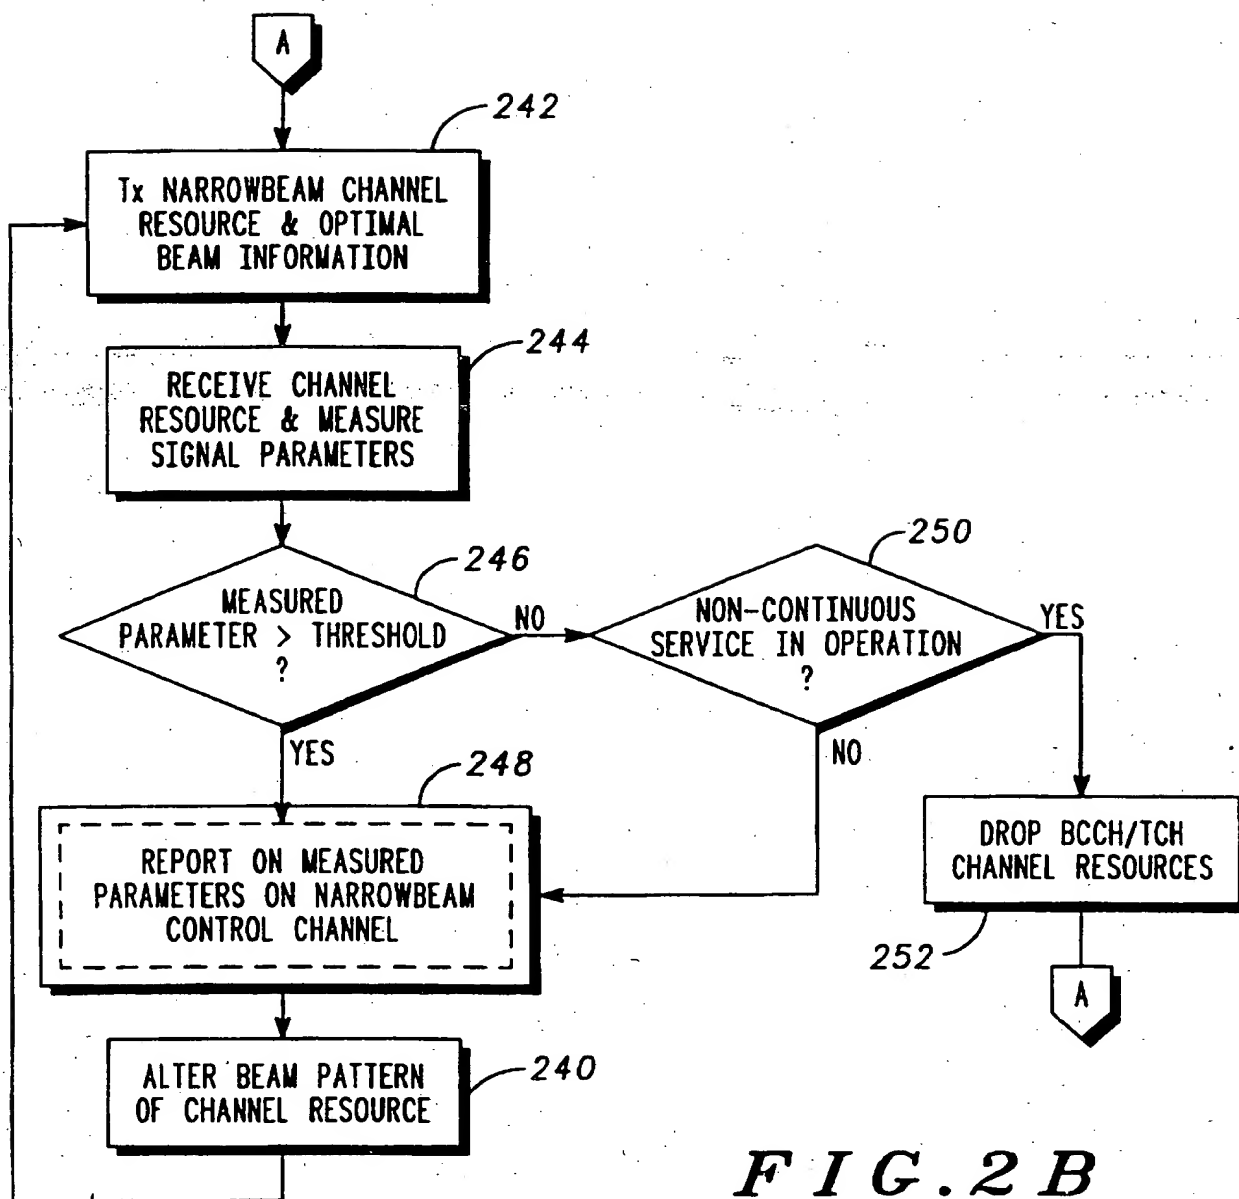 A
242
Tx NARROWBEAM CHANNEL
RESOURCE & OPTIMAL
BEAM INFORMATION
244
RECEIVE CHANNEL
RESOURCE & MEASURE
SIGNAL PARAMETERS
246
MEASURED
PARAMETER > THRESHOLD
?
NO
YES
250
NON-CONTINUOUS
SERVICE IN OPERATION
?
YES
NO
248
REPORT ON MEASURED
PARAMETERS ON NARROWBEAM
CONTROL CHANNEL
DROP BCCH/TCH
CHANNEL RESOURCES
252
A
240
ALTER BEAM PATTERN
OF CHANNEL RESOURCE
FIG.2B